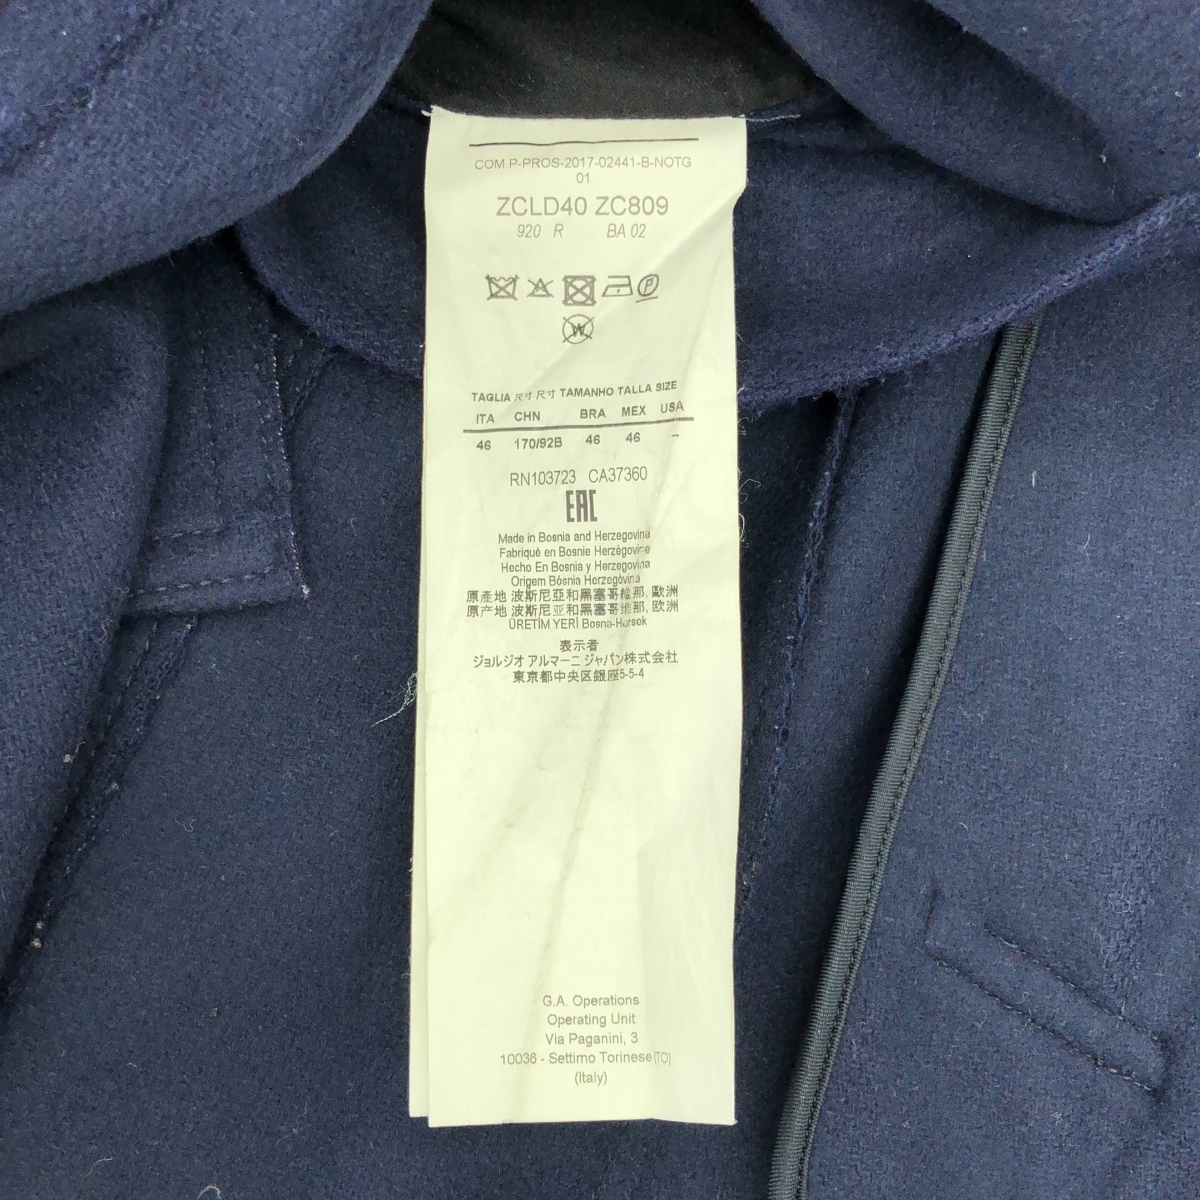 COM.P-PROS-2017-02441-B-NOTG
01
ZCLD40 ZC809
920 R BA 02
P
W
TAGLIA 尺寸 尺寸 TAMANHO TALLA SIZE
ITA CHN BRA MEX USA
46 170/92B 46 46 –
RN103723 CA37360
EAC
Made in Bosnia and Herzegovina
Fabriqué en Bosnie Herzégovine
Hecho En Bosnia y Herzegovina
Origem Bósnia Herzegóvina
原產地 波斯尼亞和黑塞哥維那, 歐洲
原产地 波斯尼亚和黑塞哥维那, 欧洲
ÜRETİM YERİ Bosna-Hersek
表示者
ジョルジオ アルマーニ ジャパン株式会社
東京都中央区銀座5-5-4
G.A. Operations
Operating Unit
Via Paganini, 3
10036 - Settimo Torinese (TO)
(Italy)